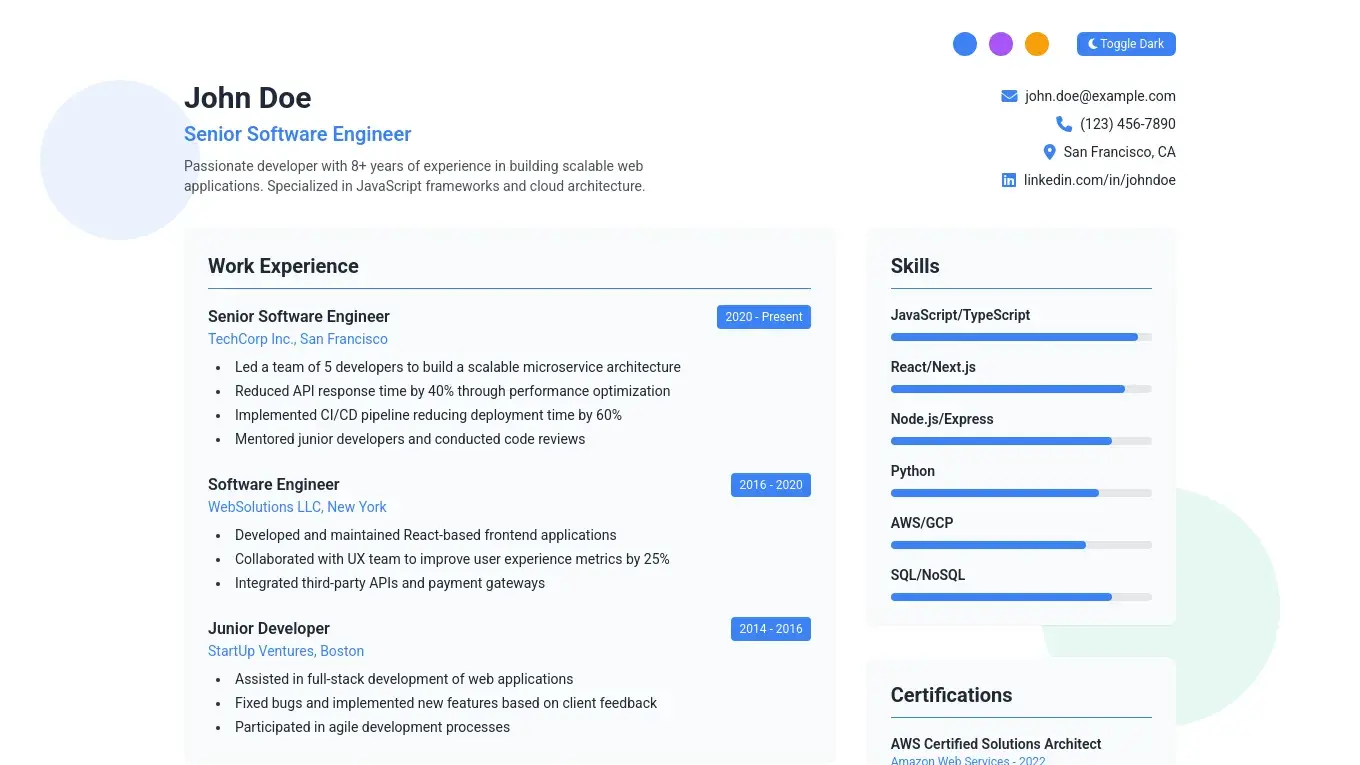 Toggle Dark
John Doe
Senior Software Engineer
Passionate developer with 8+ years of experience in building scalable web
applications. Specialized in JavaScript frameworks and cloud architecture.
john.doe@example.com
(123) 456-7890
San Francisco, CA
linkedin.com/in/johndoe
Work Experience
Senior Software Engineer
2020 - Present
TechCorp Inc., San Francisco
• Led a team of 5 developers to build a scalable microservice architecture
• Reduced API response time by 40% through performance optimization
• Implemented CI/CD pipeline reducing deployment time by 60%
• Mentored junior developers and conducted code reviews
Software Engineer
2016 - 2020
WebSolutions LLC, New York
• Developed and maintained React-based frontend applications
• Collaborated with UX team to improve user experience metrics by 25%
• Integrated third-party APIs and payment gateways
Junior Developer
2014 - 2016
StartUp Ventures, Boston
• Assisted in full-stack development of web applications
• Fixed bugs and implemented new features based on client feedback
• Participated in agile development processes
Skills
JavaScript/TypeScript
React/Next.js
Node.js/Express
Python
AWS/GCP
SQL/NoSQL
Certifications
AWS Certified Solutions Architect
Amazon Web Services - 2022